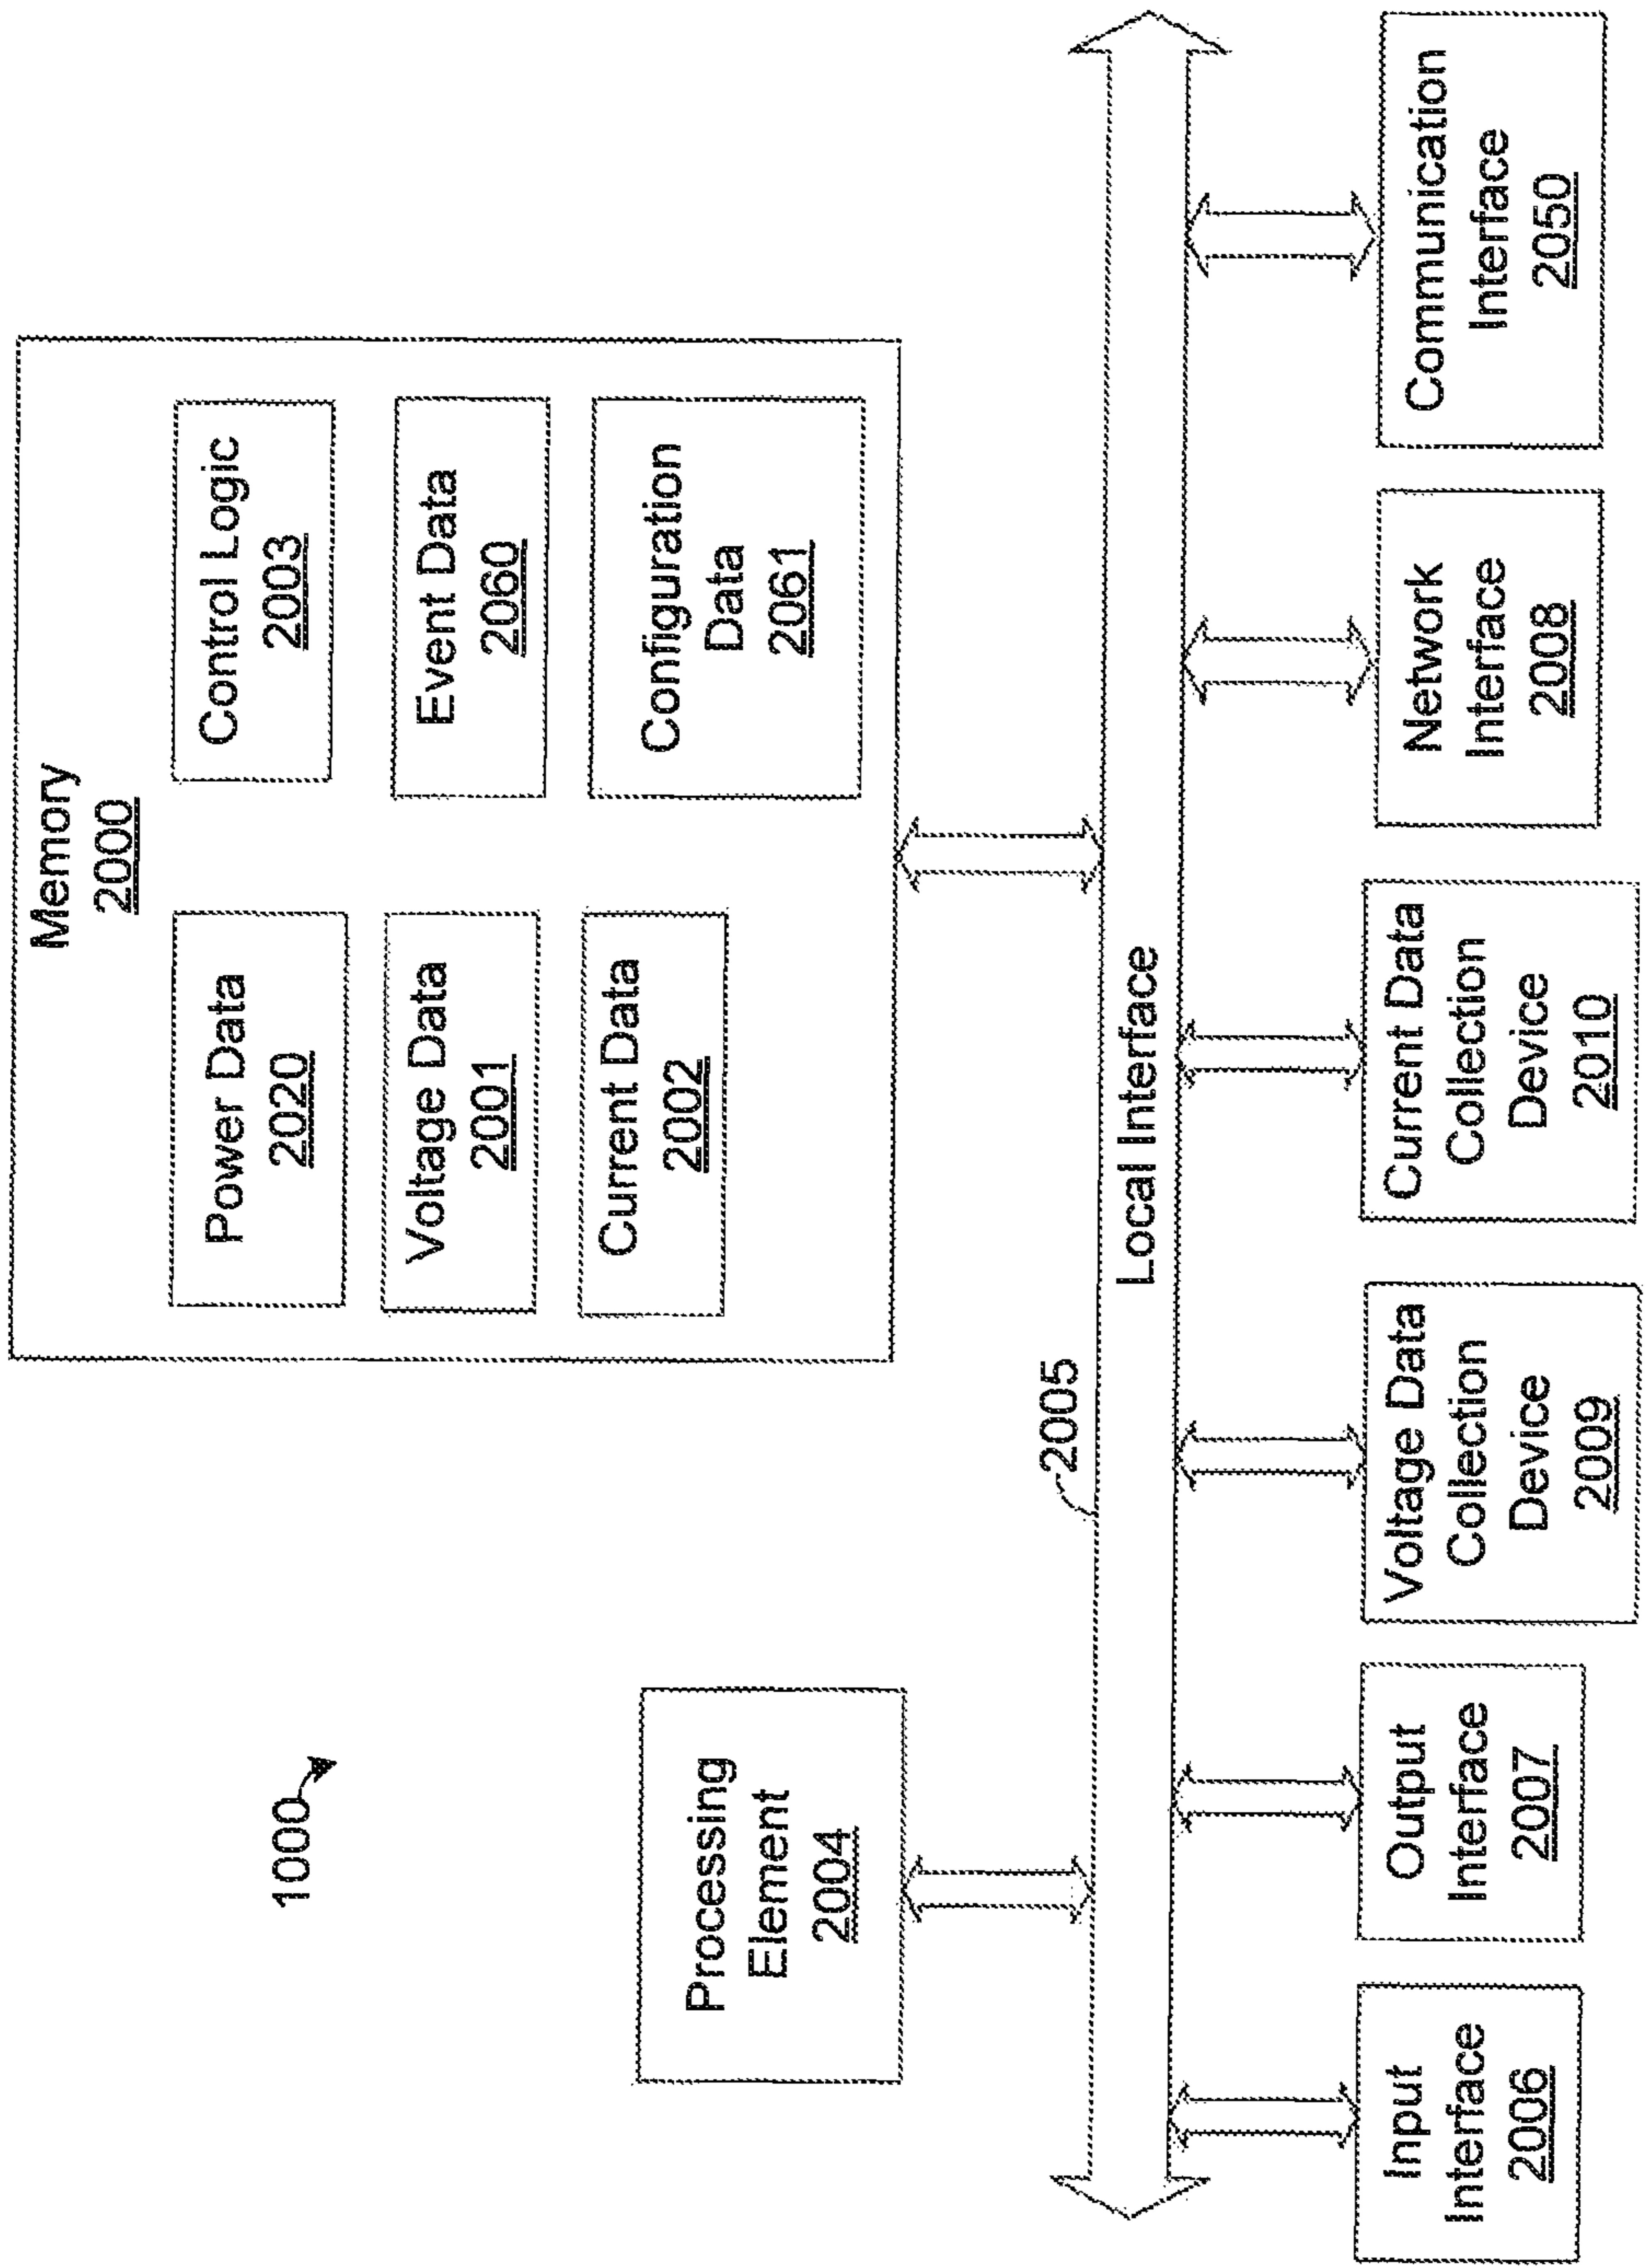 1000
Memory
2000
Power Data
2020
Control Logic
2003
Voltage Data
2001
Event Data
2060
Current Data
2002
Configuration
Data
2061
Processing
Element
2004
2005
Local Interface
Input
Interface
2006
Output
Interface
2007
Voltage Data
Collection
Device
2009
Current Data
Collection
Device
2010
Network
Interface
2008
Communication
Interface
2050